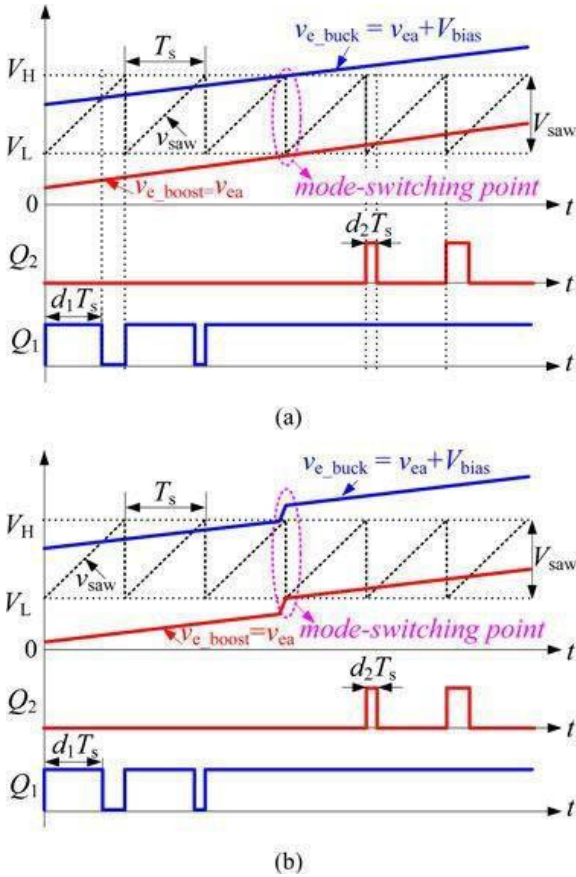 v_e_buck = v_ea+V_bias
T_s
V_H
v_saw
V_saw
V_L
v_e_boost=v_ea
mode-switching point
0
t
d_2T_s
Q_2
t
d_1T_s
Q_1
t
(a)
v_e_buck = v_ea+V_bias
T_s
V_H
v_saw
V_saw
V_L
v_e_boost=v_ea
mode-switching point
0
t
d_2T_s
Q_2
t
d_1T_s
Q_1
t
(b)